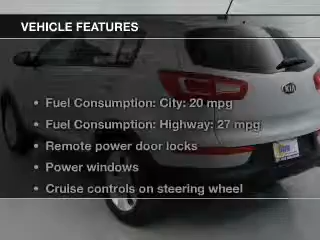 VEHICLE FEATURES
• Fuel Consumption: City: 20 mpg
• Fuel Consumption: Highway: 27 mpg
• Remote power door locks
• Power windows
• Cruise controls on steering wheel
KIA